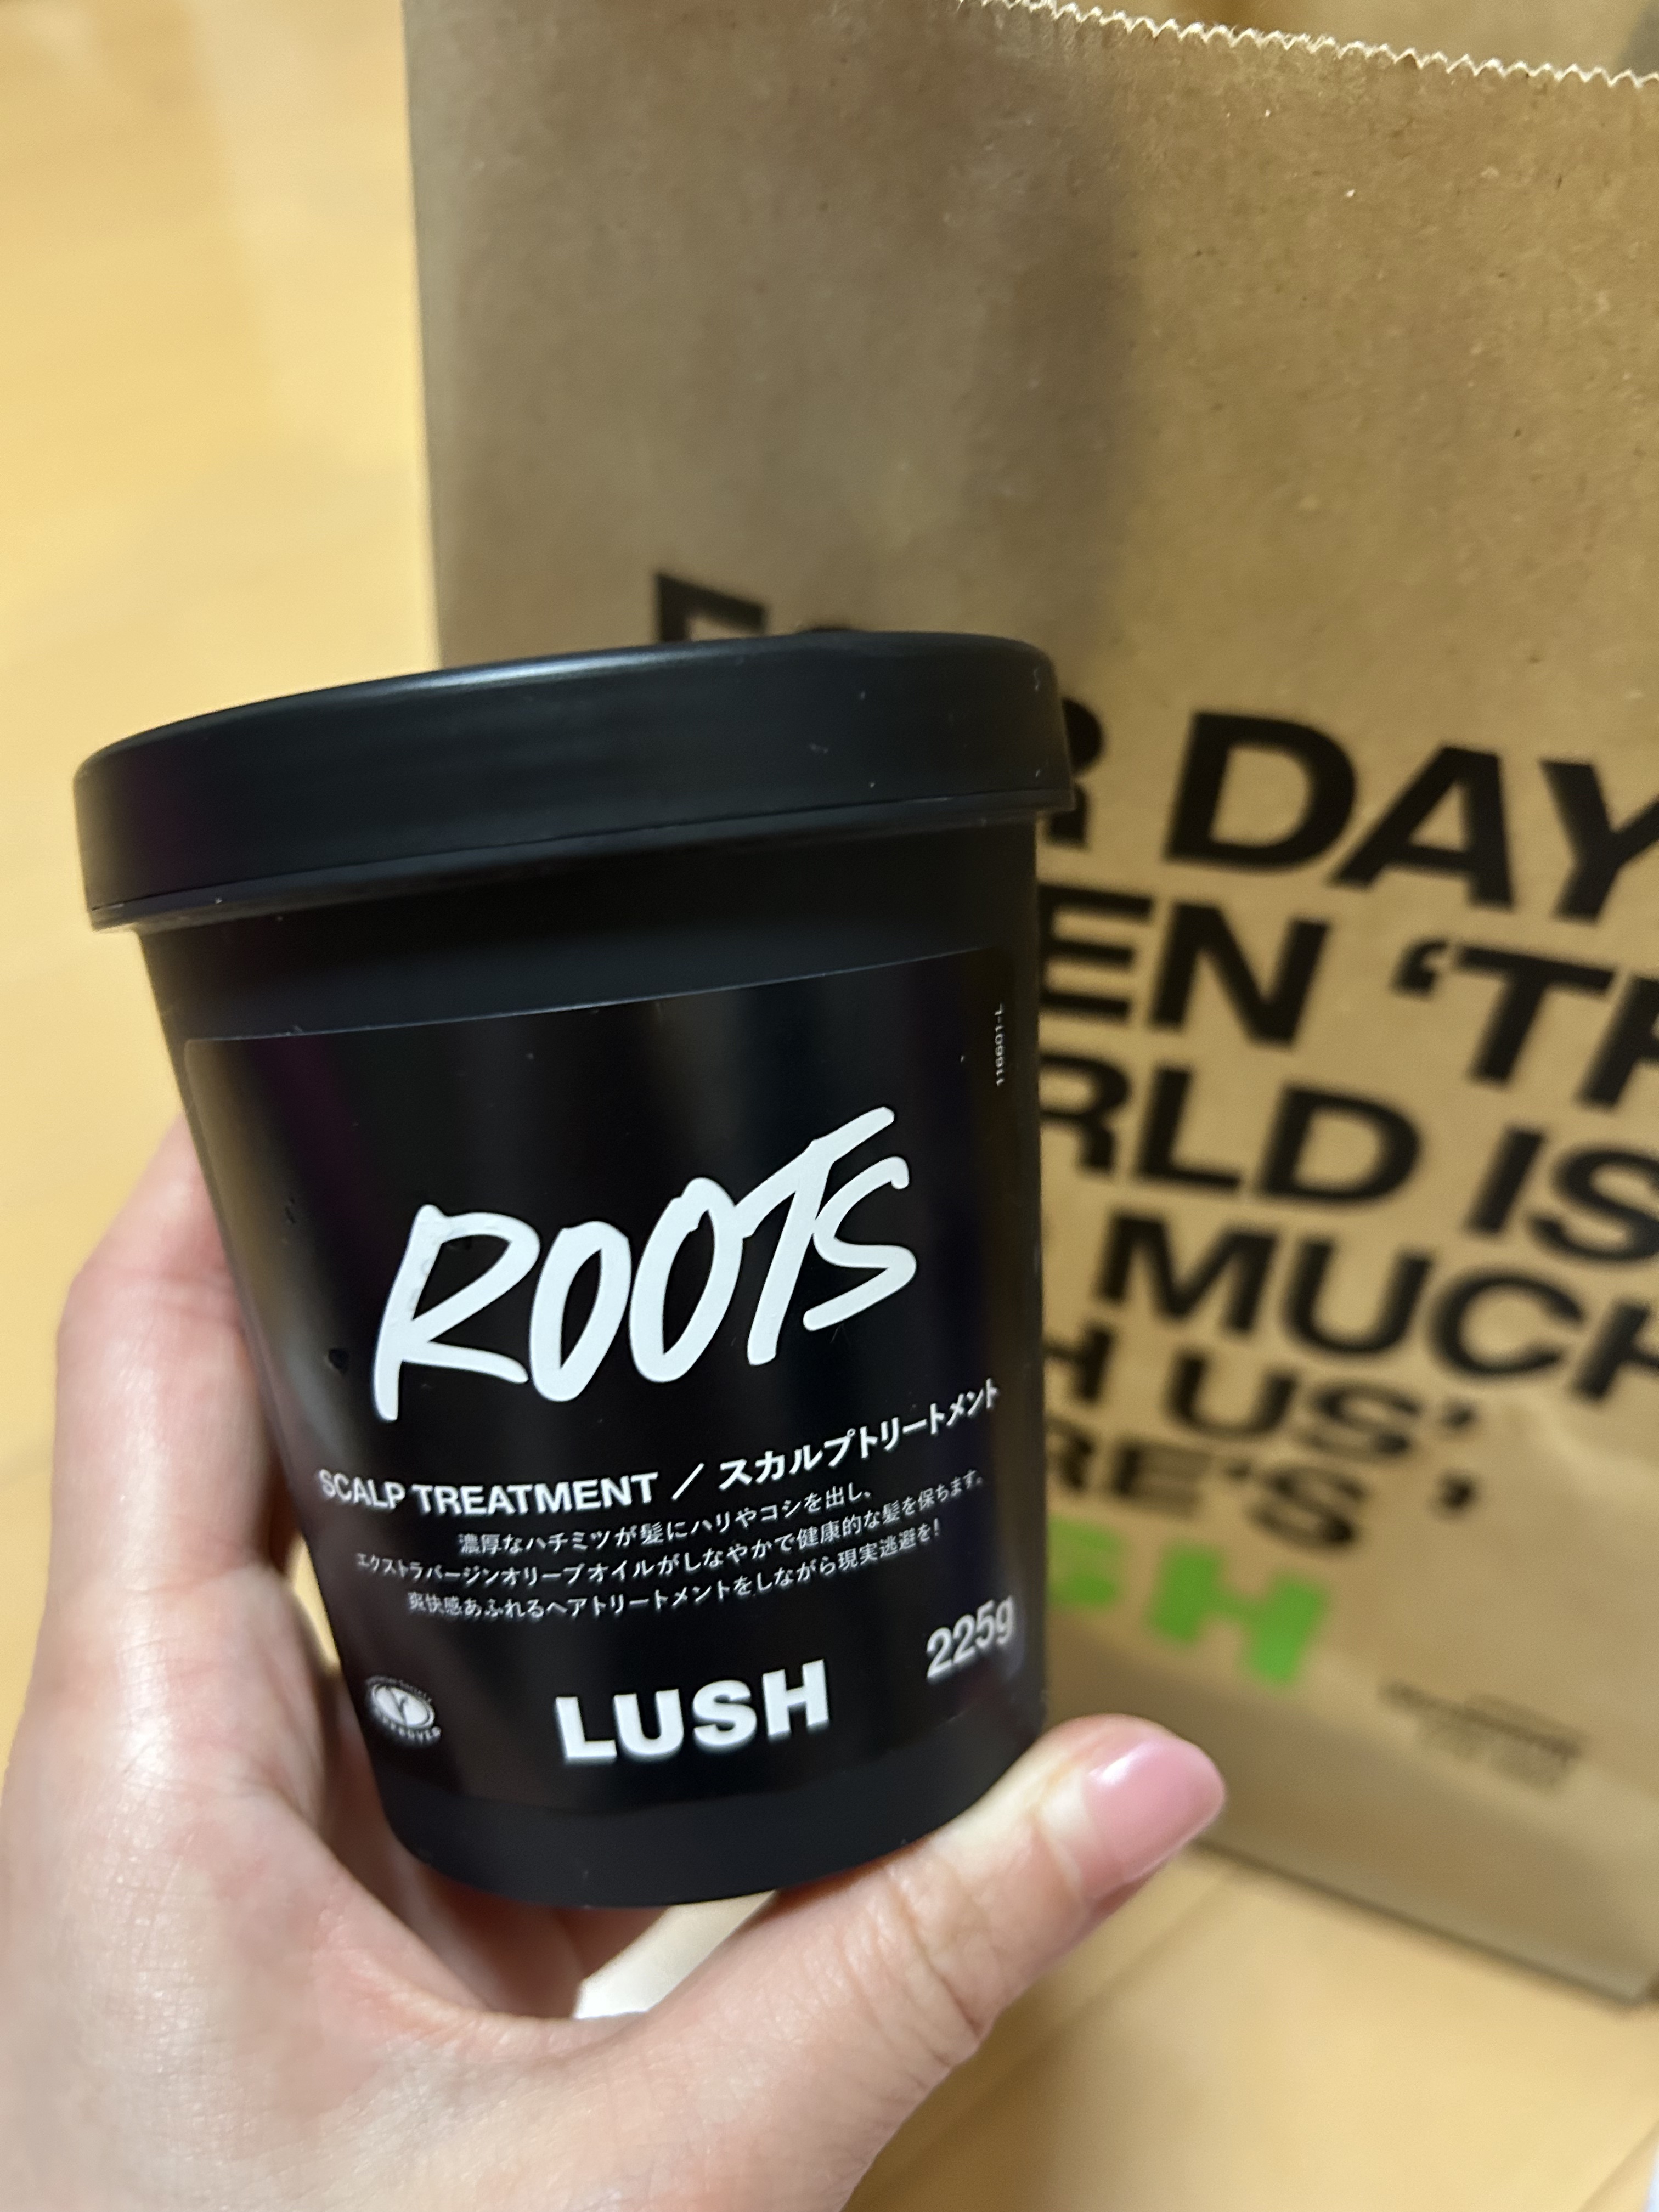 ROOTS
SCALP TREATMENT / スカルプトリートメント
濃厚なハチミツが髪にハリやコシを出し、
エクストラバージンオリーブオイルがしなやかで健康的な髪を保ちます。
爽快感あふれるヘアトリートメントをしながら現実逃避を!
225g
LUSH
116601-L
R DAY
EN ‘TH
RLD IS
MUCH
H US’
RE'S ’
SH